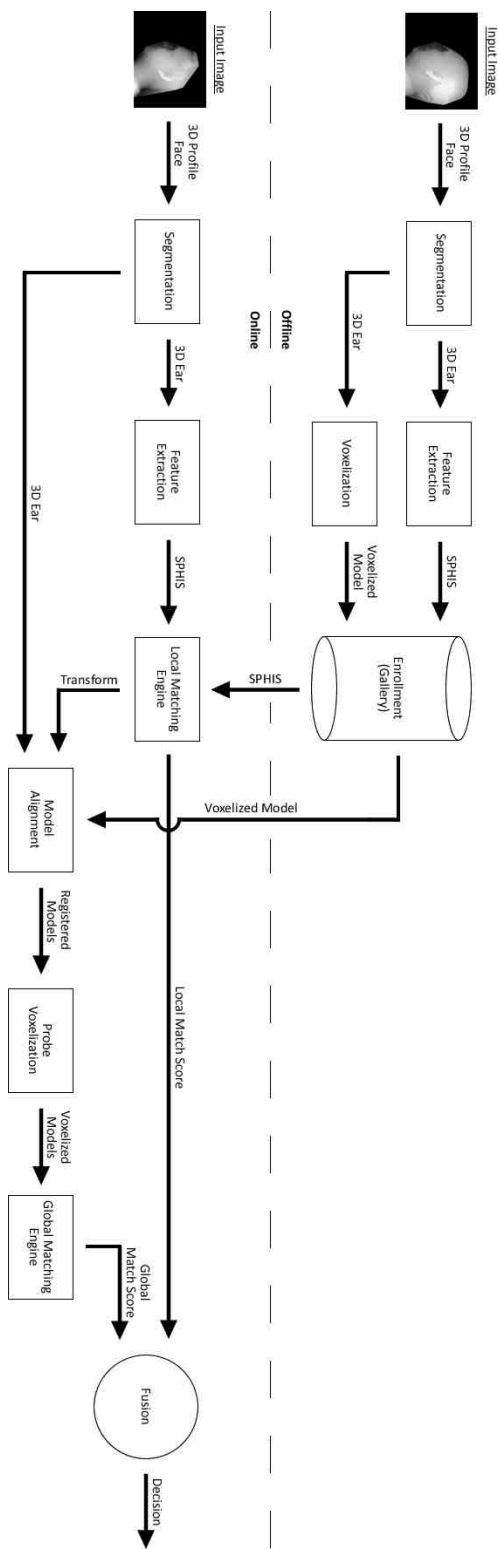 Input Image
3D Profile
Face
Segmentation
3D Ear
Feature
Extraction
SPHIS
3D Ear
Voxelization
Voxelized
Model
Enrollment
(Gallery)
Offline
Online
SPHIS
Voxelized Model
Input Image
3D Profile
Face
Segmentation
3D Ear
Feature
Extraction
SPHIS
Local Matching
Engine
Local Match Score
Transform
3D Ear
Model
Alignment
Registered
Models
Probe
Voxelization
Voxelized
Models
Global Matching
Engine
Global
Match Score
Fusion
Decision